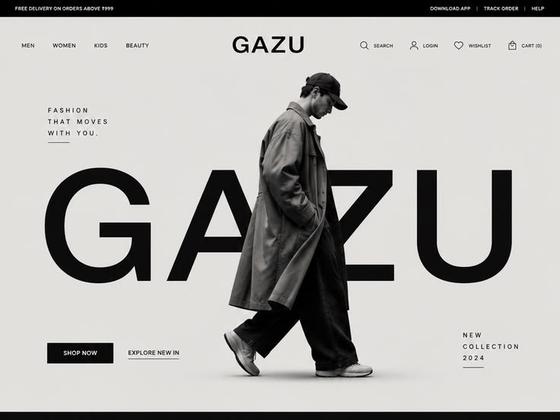 FREE DELIVERY ON ORDERS ABOVE ₹999
DOWNLOAD APP | TRACK ORDER | HELP
MEN WOMEN KIDS BEAUTY
GAZU
SEARCH LOGIN WISHLIST CART (0)
FASHION
THAT MOVES
WITH YOU.
GAZU
SHOP NOW
EXPLORE NEW IN
NEW
COLLECTION
2024